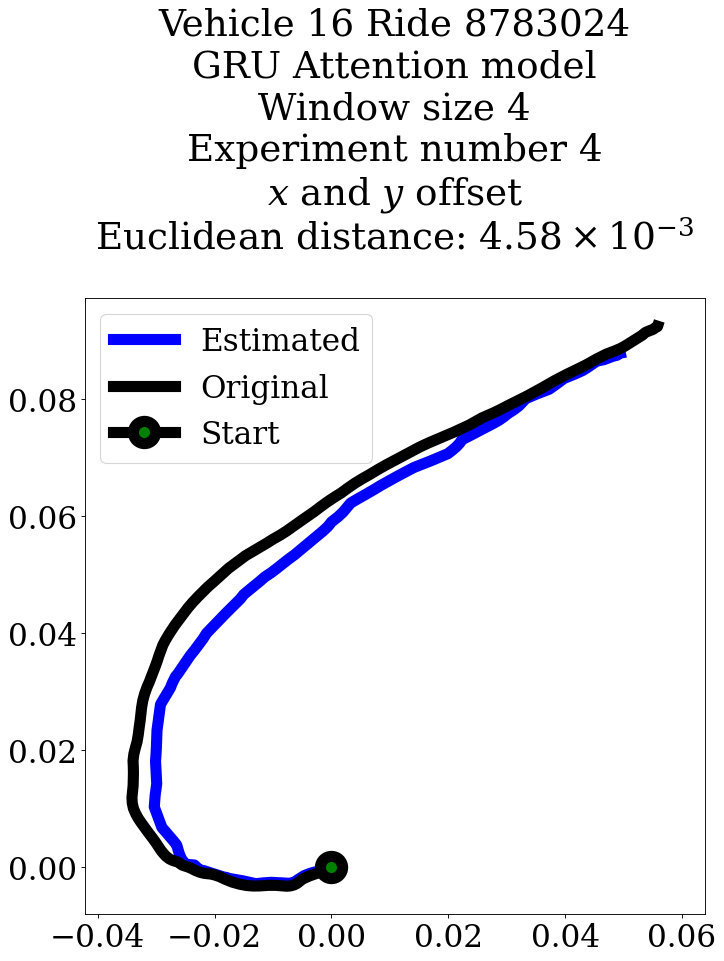 Vehicle 16 Ride 8783024
GRU Attention model
Window size 4
Experiment number 4
x and y offset
Euclidean distance: 4.58 × 10⁻³
Estimated
Original
Start
0.08
0.06
0.04
0.02
0.00
−0.04 −0.02 0.00 0.02 0.04 0.06